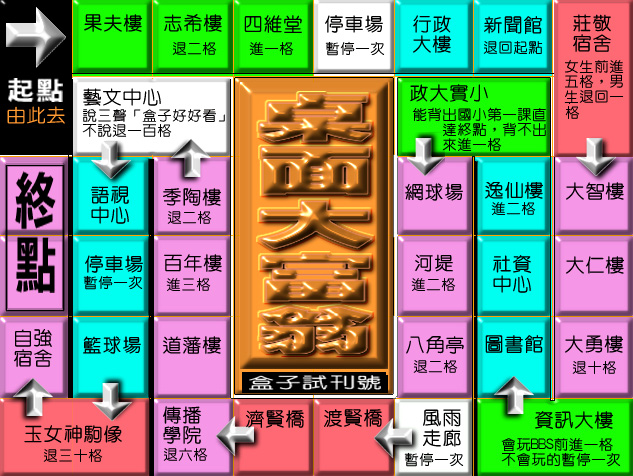 起點
由此去
果夫樓
志希樓
退二格
四維堂
進一格
停車場
暫停一次
行政
大樓
新聞館
退回起點
莊敬
宿舍
女生前進
五格，男
生退回一
格
藝文中心
說三聲「盒子好好看」
不說退一百格
政大實小
能背出國小第一課直
達終點，背不出
來進一格
桌面大富翁
盒子試刊號
終點
語視
中心
季陶樓
退二格
網球場
逸仙樓
進二格
大智樓
停車場
暫停一次
百年樓
進三格
河堤
進二格
社資
中心
大仁樓
自強
宿舍
籃球場
道藩樓
八角亭
退二格
圖書館
大勇樓
退十格
玉女神駒像
退三十格
傳播
學院
退六格
濟賢橋
渡賢橋
風雨
走廊
暫停一次
資訊大樓
會玩BBS前進一格
不會玩的暫停一次